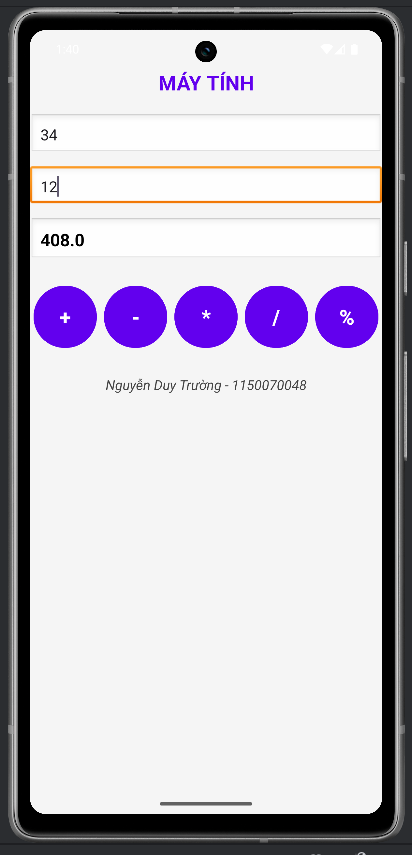 1:40
MÁY TÍNH
34
12
408.0
+ - * / %
Nguyễn Duy Trường - 1150070048